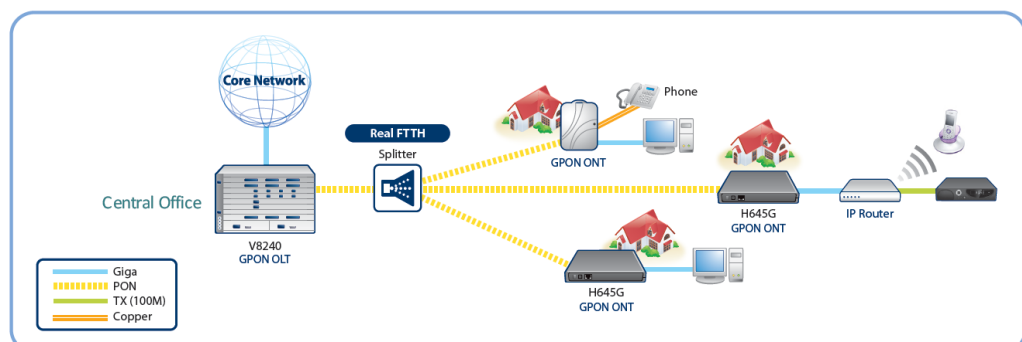 Core Network
Real FTTH
Splitter
Central Office
V8240
GPON OLT
Phone
GPON ONT
H645G
GPON ONT
IP Router
H645G
GPON ONT
Giga
PON
TX (100M)
Copper